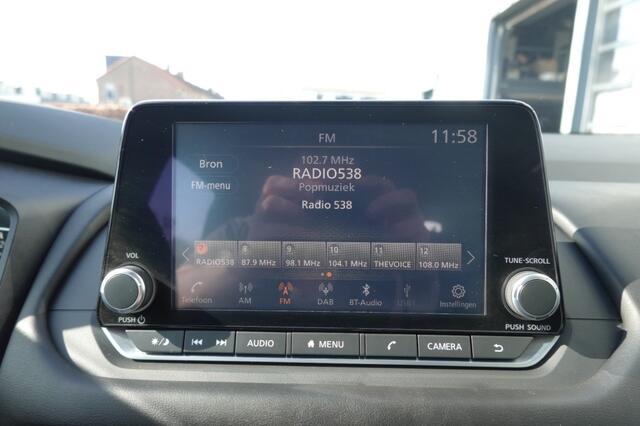 FM
11:58
Bron
102.7 MHz
RADIO538
FM-menu
Popmuziek
Radio 538
VOL
TUNE-SCROLL
7 8 9 10 11 12
RADIO538 87.9 MHz 98.1 MHz 104.1 MHz THEVOICE 108.0 MHz
Telefoon AM FM DAB BT-Audio USB Instellingen
PUSH
PUSH SOUND
AUDIO MENU CAMERA